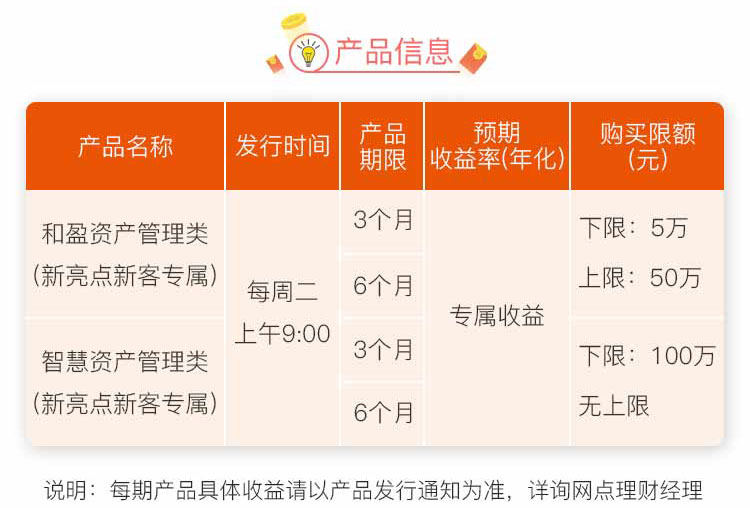 产品信息
产品名称
发行时间
产品
期限
预期
收益率(年化)
购买限额
(元)
和盈资产管理类
(新亮点新客专属)
每周二
上午9:00
3个月
6个月
专属收益
下限：5万
上限：50万
智慧资产管理类
(新亮点新客专属)
3个月
6个月
下限：100万
无上限
说明：每期产品具体收益请以产品发行通知为准，详询网点理财经理